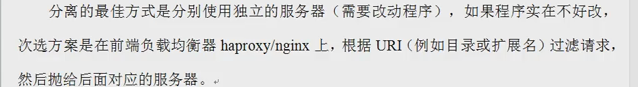 分离的最佳方式是分别使用独立的服务器（需要改动程序），如果程序实在不好改，
次选方案是在前端负载均衡器 haproxy/nginx 上，根据 URI（例如目录或扩展名）过滤请求，
然后抛给后面对应的服务器。